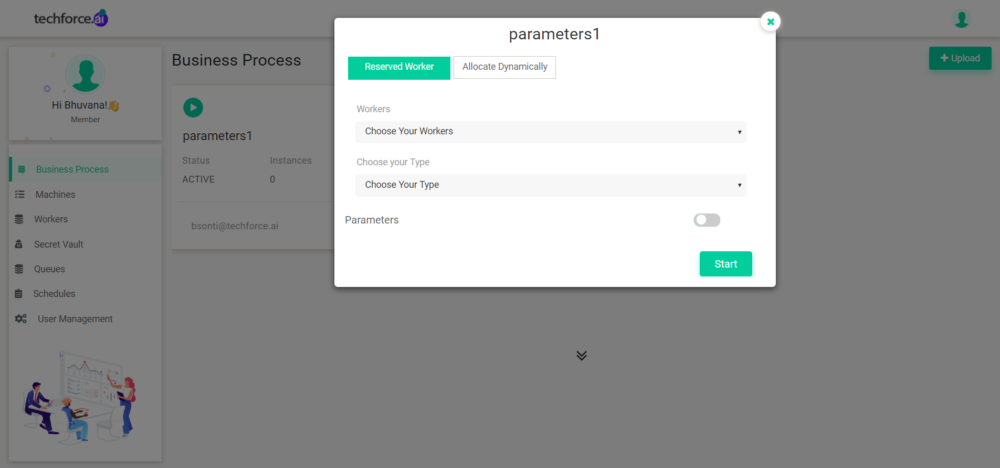 techforce.ai
Hi Bhuvana!👋
Member
Business Process
Machines
Workers
Secret Vault
Queues
Schedules
User Management
Business Process
Upload
parameters1
Status Instances
ACTIVE 0
bsonti@techforce.ai
parameters1
Reserved Worker Allocate Dynamically
Workers
Choose Your Workers
Choose your Type
Choose Your Type
Parameters
Start